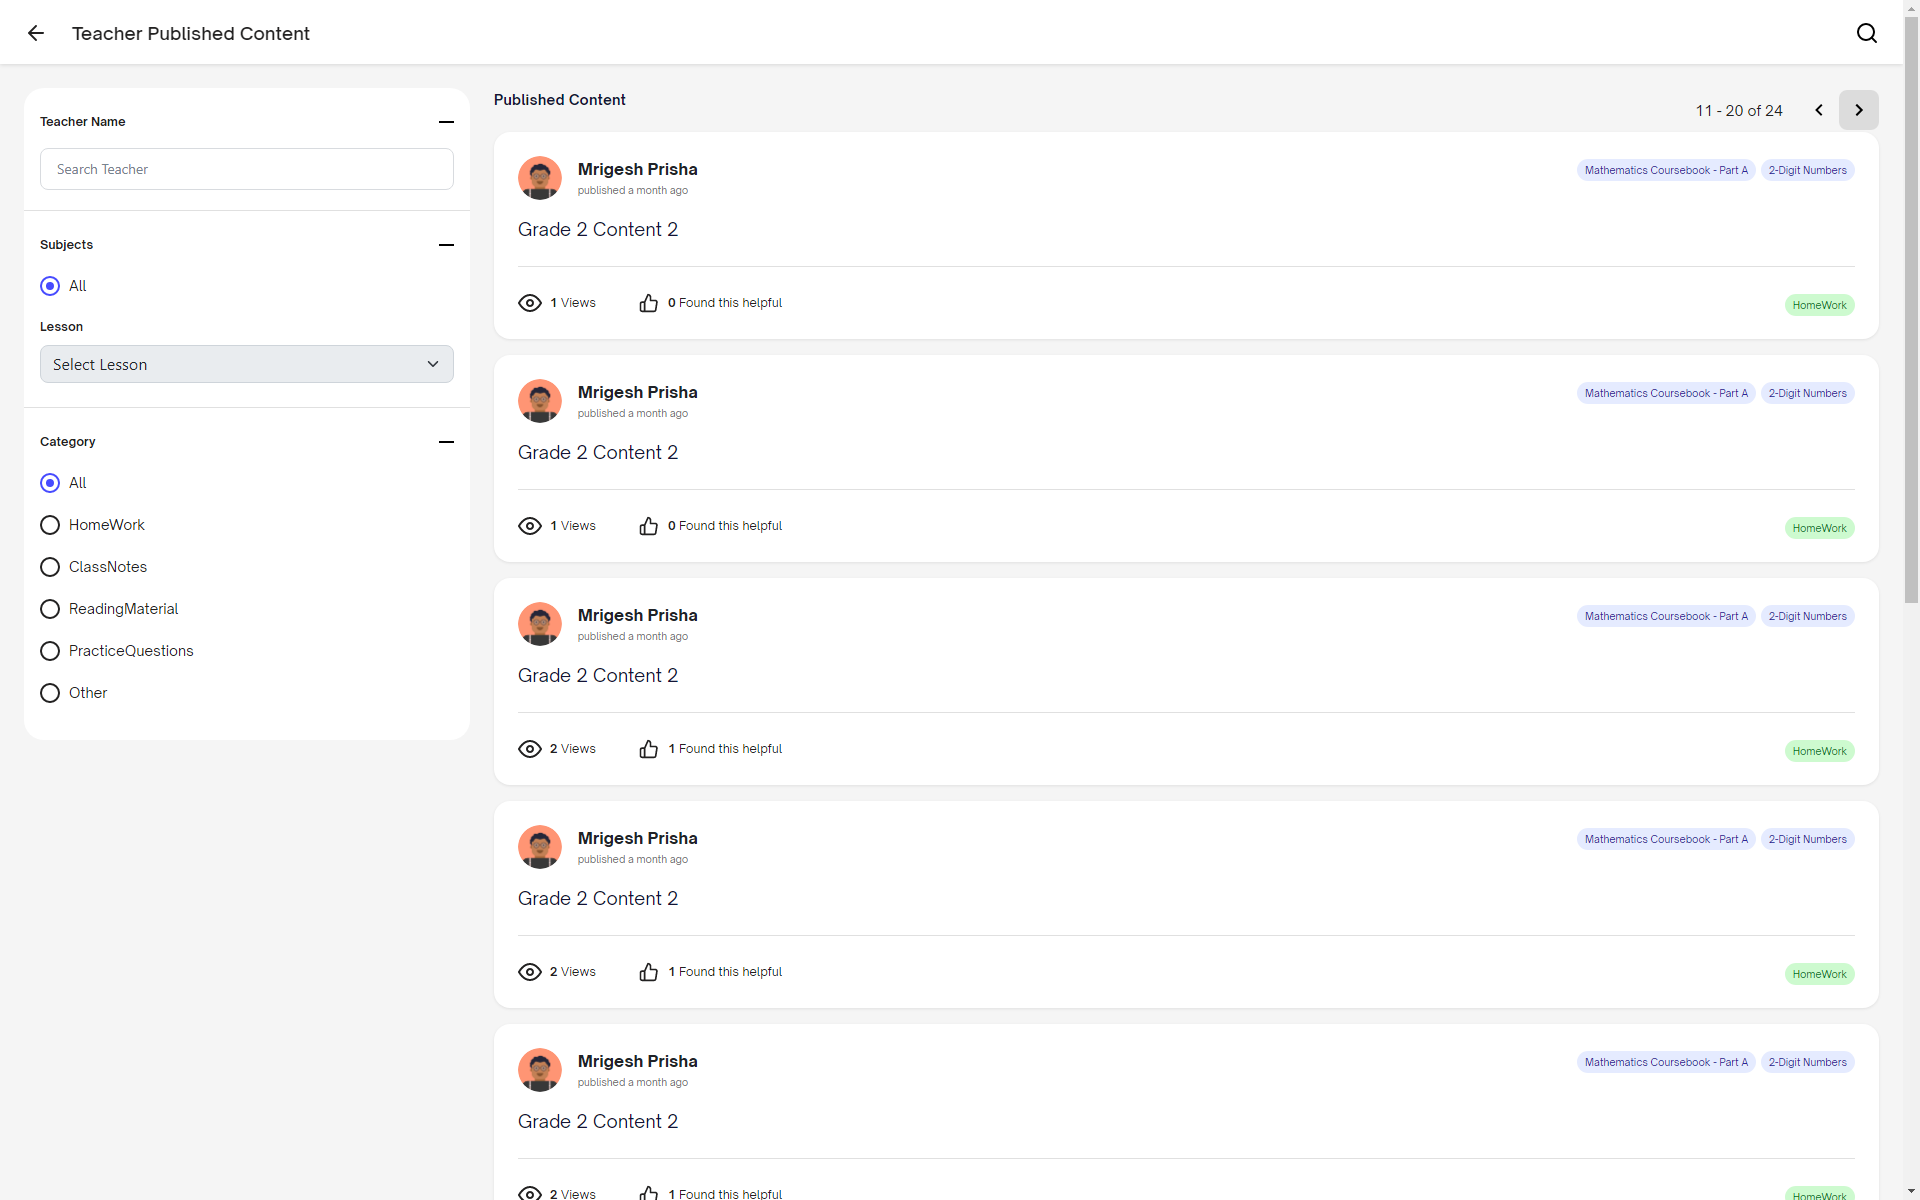 Teacher Published Content
Teacher Name
Search Teacher
Subjects
All
Lesson
Select Lesson
Category
All
HomeWork
ClassNotes
ReadingMaterial
PracticeQuestions
Other
Published Content
11 - 20 of 24
Mrigesh Prisha
published a month ago
Mathematics Coursebook - Part A 2-Digit Numbers
Grade 2 Content 2
1 Views 0 Found this helpful
HomeWork
Mrigesh Prisha
published a month ago
Mathematics Coursebook - Part A 2-Digit Numbers
Grade 2 Content 2
1 Views 0 Found this helpful
HomeWork
Mrigesh Prisha
published a month ago
Mathematics Coursebook - Part A 2-Digit Numbers
Grade 2 Content 2
2 Views 1 Found this helpful
HomeWork
Mrigesh Prisha
published a month ago
Mathematics Coursebook - Part A 2-Digit Numbers
Grade 2 Content 2
2 Views 1 Found this helpful
HomeWork
Mrigesh Prisha
published a month ago
Mathematics Coursebook - Part A 2-Digit Numbers
Grade 2 Content 2
2 Views 1 Found this helpful
HomeWork